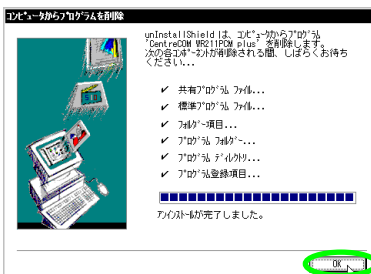 コンピュータからプログラムを削除
unInstallShield は、コンピュータからプログラム
'CentreCOM WR211PCM plus' を削除します。
次の各コンポーネントが削除される間、しばらくお待ち
ください...
✔ 共有プログラム ファイル...
✔ 標準プログラム ファイル...
✔ フォルダー項目...
✔ プログラム フォルダー...
✔ プログラム ディレクトリ...
✔ プログラム登録項目...
アンインストールが完了しました。
OK